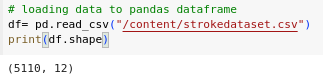 # loading data to pandas dataframe
df= pd.read_csv("/content/strokedataset.csv")
print(df.shape)
(5110, 12)